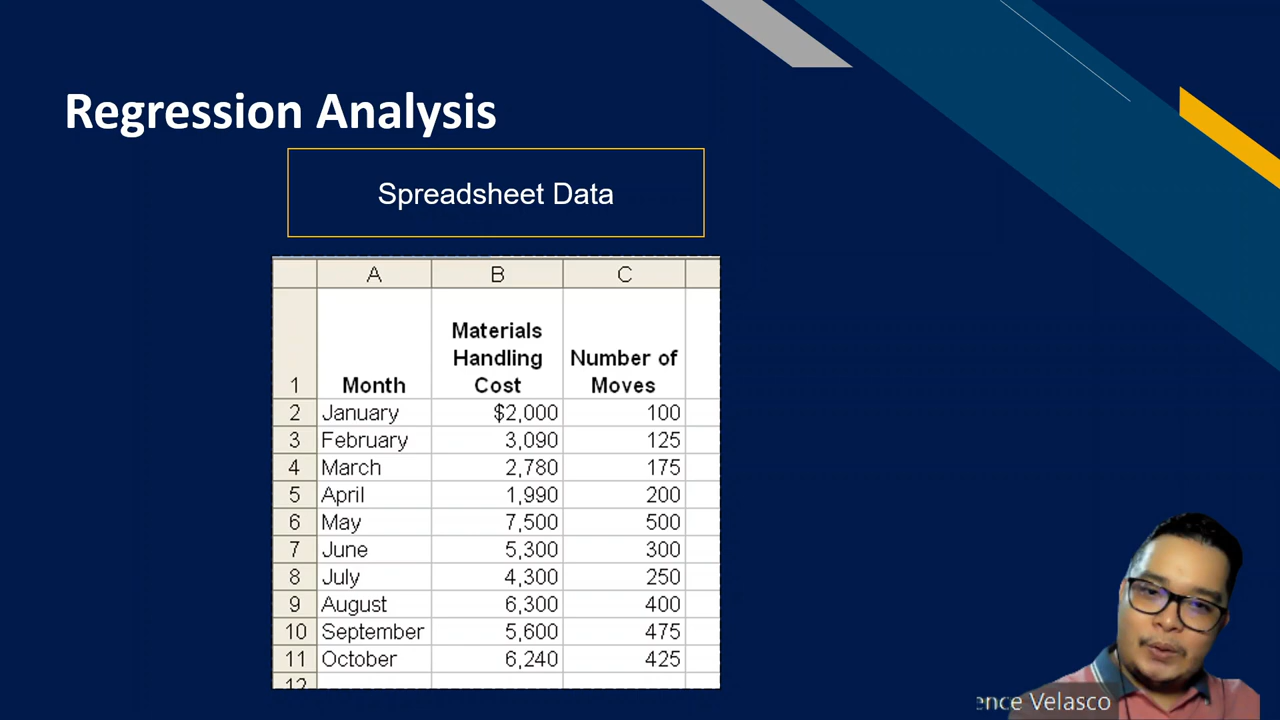 Regression Analysis
Spreadsheet Data
A B C
Materials
Handling Number of
1 Month Cost Moves
2 January $2,000 100
3 February 3,090 125
4 March 2,780 175
5 April 1,990 200
6 May 7,500 500
7 June 5,300 300
8 July 4,300 250
9 August 6,300 400
10 September 5,600 475
11 October 6,240 425
12
ence Velasco